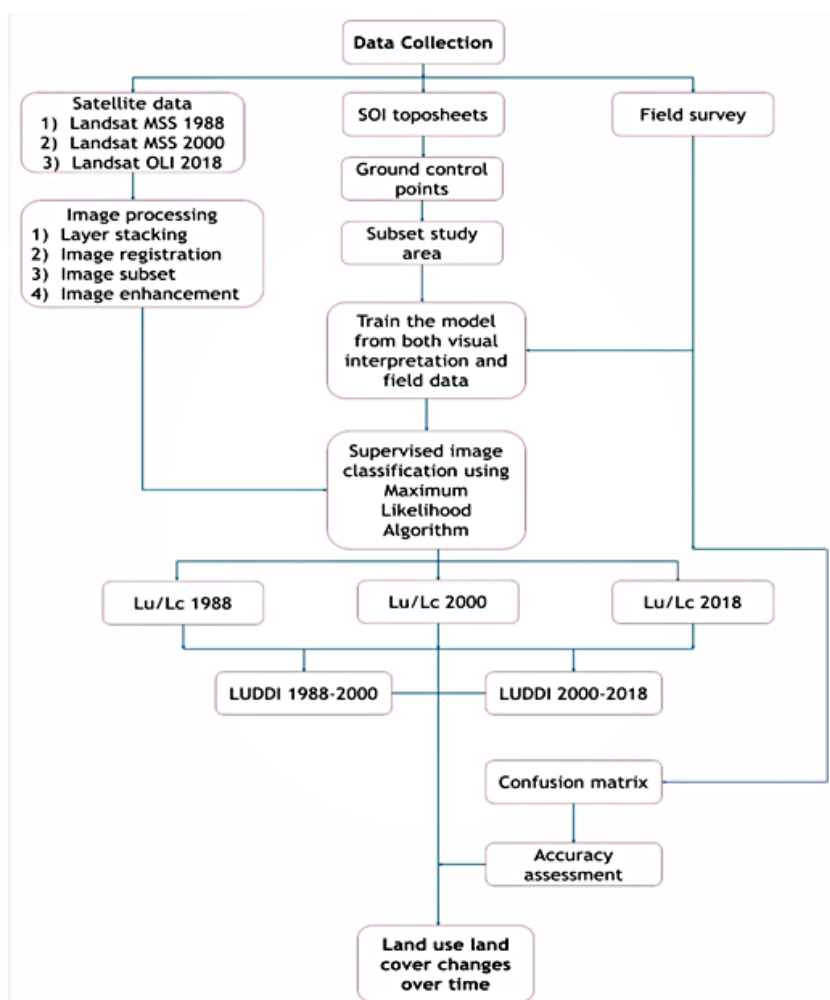 Data Collection
Satellite data
1) Landsat MSS 1988
2) Landsat MSS 2000
3) Landsat OLI 2018
SOI toposheets
Field survey
Ground control
points
Image processing
1) Layer stacking
2) Image registration
3) Image subset
4) Image enhancement
Subset study
area
Train the model
from both visual
interpretation and
field data
Supervised image
classification using
Maximum
Likelihood
Algorithm
Lu/Lc 1988
Lu/Lc 2000
Lu/Lc 2018
LUDDI 1988-2000
LUDDI 2000-2018
Confusion matrix
Accuracy
assessment
Land use land
cover changes
over time